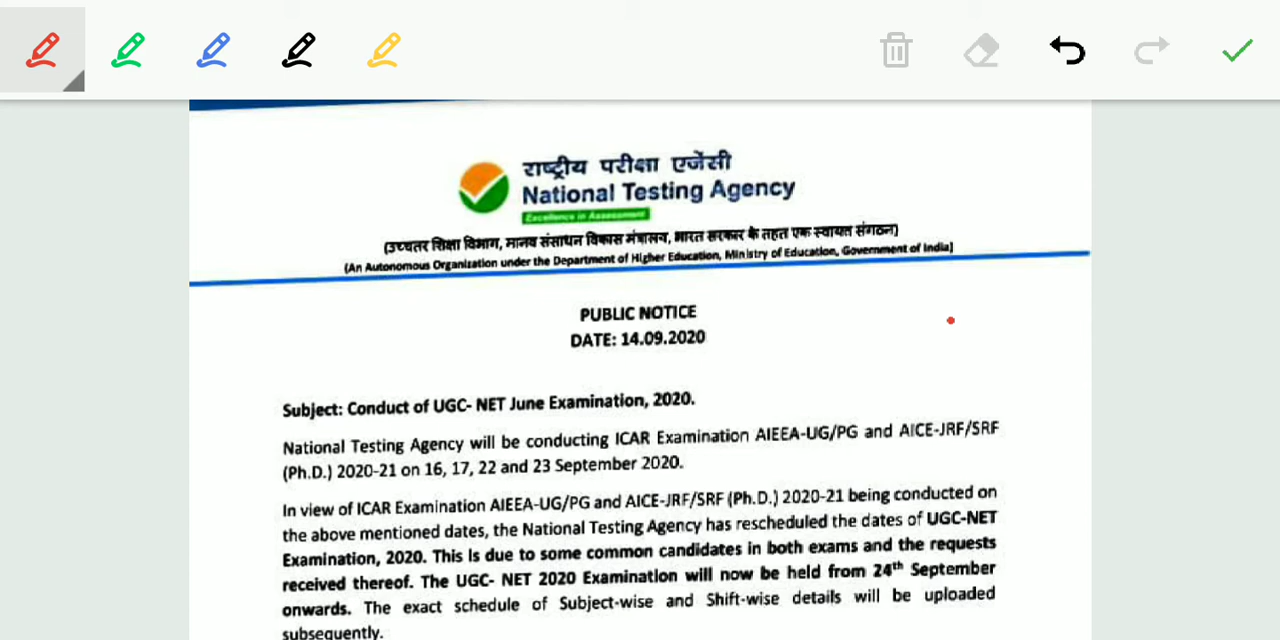 राष्ट्रीय परीक्षा एजेंसी
National Testing Agency
Excellence in Assessment
(उच्चतर शिक्षा विभाग, मानव संसाधन विकास मंत्रालय, भारत सरकार के तहत एक स्वायत्त संगठन)
(An Autonomous Organization under the Department of Higher Education, Ministry of Education, Government of India)
PUBLIC NOTICE
DATE: 14.09.2020
Subject: Conduct of UGC- NET June Examination, 2020.
National Testing Agency will be conducting ICAR Examination AIEEA-UG/PG and AICE-JRF/SRF
(Ph.D.) 2020-21 on 16, 17, 22 and 23 September 2020.
In view of ICAR Examination AIEEA-UG/PG and AICE-JRF/SRF (Ph.D.) 2020-21 being conducted on
the above mentioned dates, the National Testing Agency has rescheduled the dates of UGC-NET
Examination, 2020. This is due to some common candidates in both exams and the requests
received thereof. The UGC- NET 2020 Examination will now be held from 24th September
onwards. The exact schedule of Subject-wise and Shift-wise details will be uploaded
subsequently.